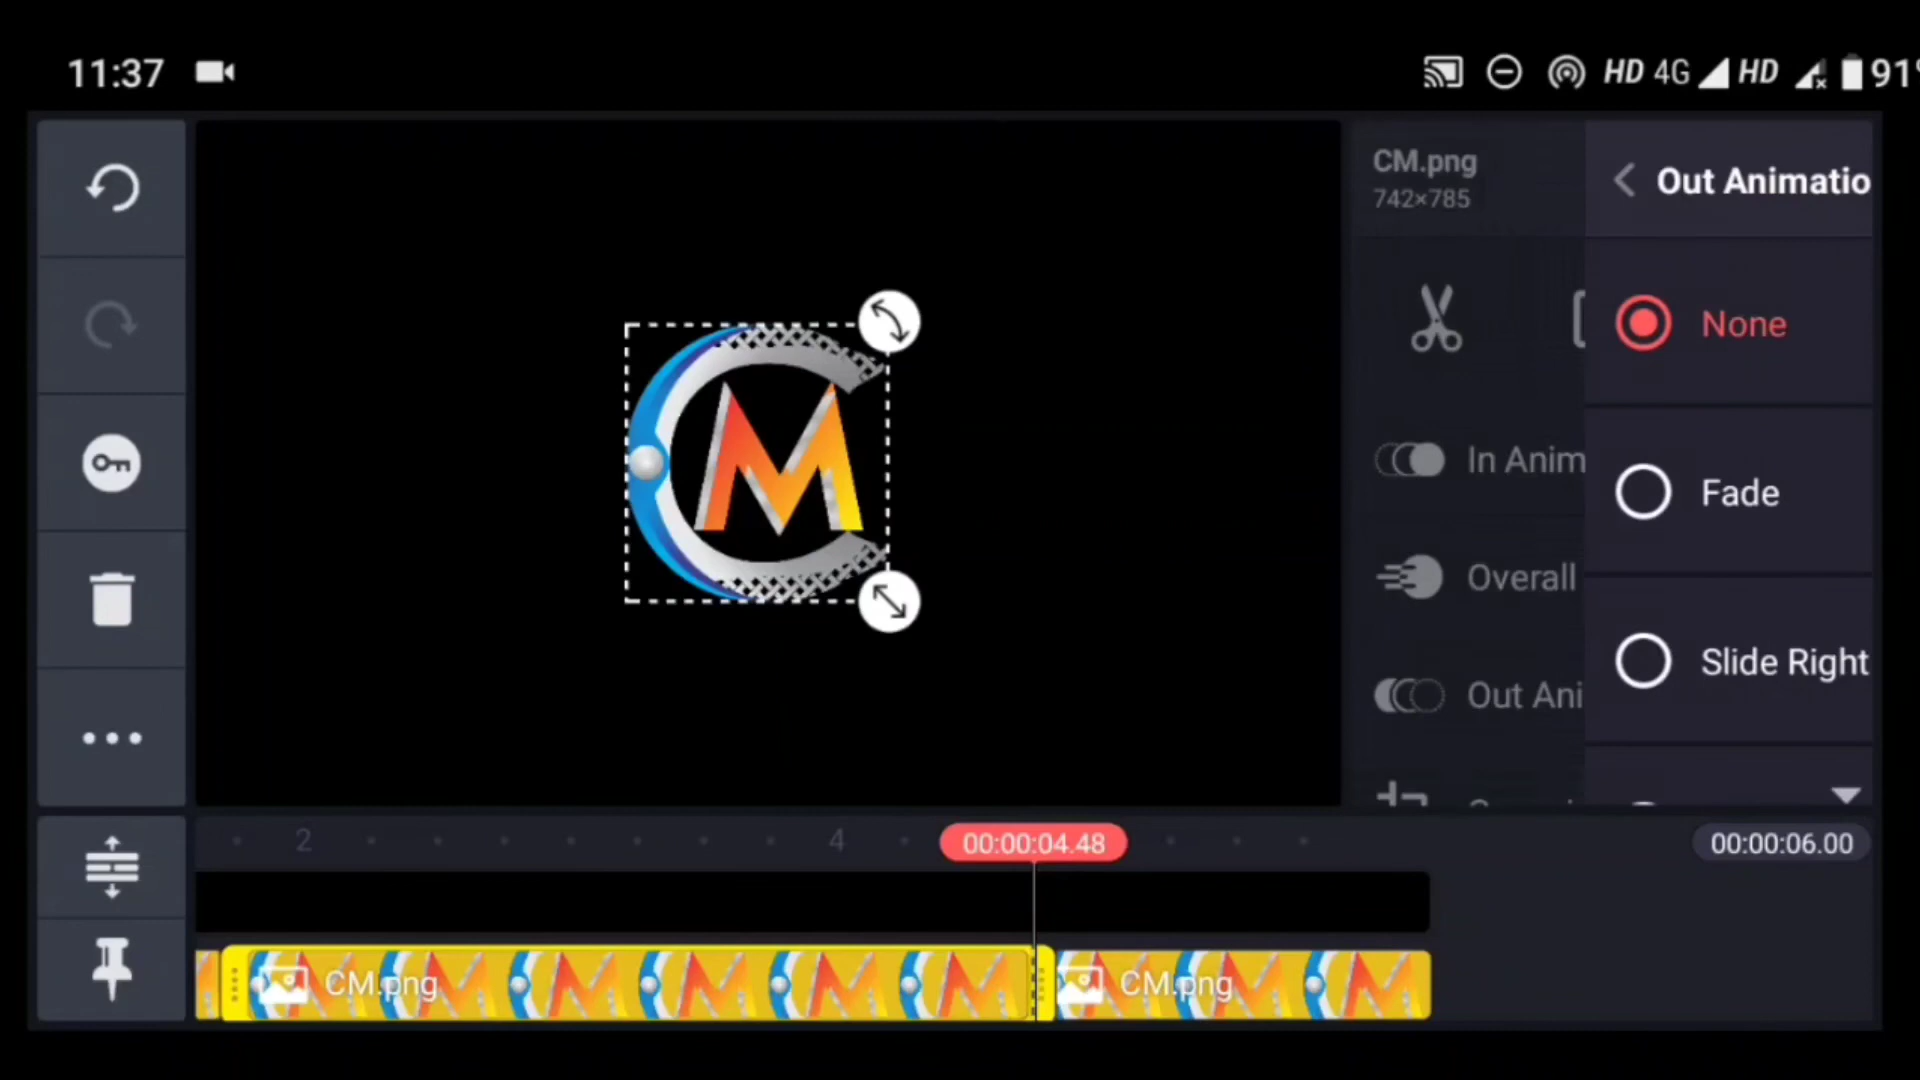 11:37
HD 4G HD 91
CM.png
742×785
Out Animatio
None
In Anim
Fade
Overall
Slide Right
Out Ani
CM
2
4
00:00:04.48
00:00:06.00
CM.png
CM.png